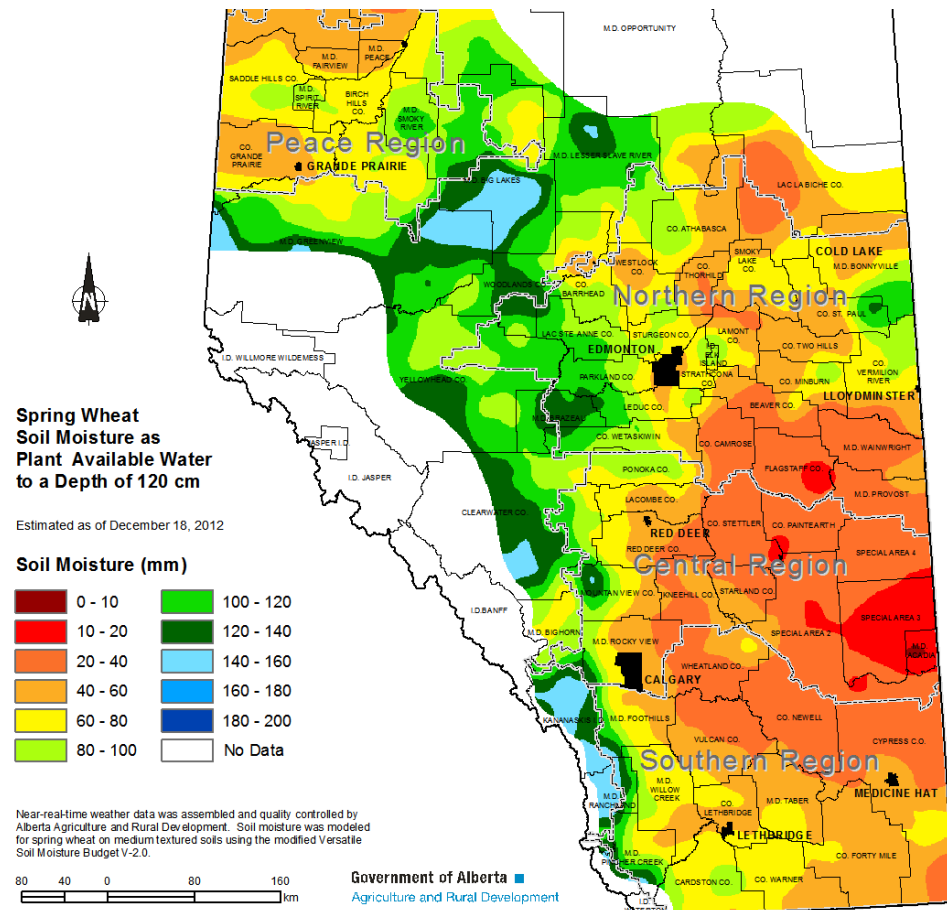 M.D. OPPORTUNITY
M.D.
PEACE
M.D.
FAIRVIEW
SADDLE HILLS CO.
M.D.
SPIRIT
RIVER
BIRCH
HILLS
CO.
M.D.
SMOKY
RIVER
Peace Region
CO.
GRANDE
PRAIRIE
GRANDE PRAIRIE
M.D. LESSER SLAVE RIVER
M.D. BIG LAKES
LAC LA BICHE CO.
M.D. GREENVIEW
CO. ATHABASCA
COLD LAKE
M.D. BONNYVILLE
SMOKY
LAKE
CO.
WESTLOCK
CO.
CO.
THORHILD
WOODLANDS CO.
CO.
BARRHEAD
Northern Region
CO. ST. PAUL
N
LAC STE. ANNE CO.
STURGEON CO.
LAMONT
CO.
I.D.
ELK
ISLAND
CO. TWO HILLS
EDMONTON
I.D. WILLMORE WILDERNESS
YELLOWHEAD CO.
PARKLAND CO.
STRATHCONA
CO.
CO. MINBURN
CO.
VERMILION
RIVER
LLOYDMINSTER
LEDUC CO.
BEAVER CO.
M.D. BRAZEAU
Spring Wheat
Soil Moisture as
Plant Available Water
to a Depth of 120 cm
CO. WETASKIWIN
CO. CAMROSE
M.D. WAINWRIGHT
JASPER I.D.
I.D. JASPER
PONOKA CO.
FLAGSTAFF CO.
M.D. PROVOST
Estimated as of December 18, 2012
CLEARWATER CO.
LACOMBE CO.
CO. STETTLER
CO. PAINTEARTH
RED DEER
RED DEER CO.
SPECIAL AREA 4
Central Region
Soil Moisture (mm)
0 - 10
10 - 20
20 - 40
40 - 60
60 - 80
80 - 100
100 - 120
120 - 140
140 - 160
160 - 180
180 - 200
No Data
I.D.BANFF
MOUNTAIN VIEW CO.
KNEEHILL CO.
STARLAND CO.
SPECIAL AREA 3
SPECIAL AREA 2
M.D. BIGHORN
M.D. ROCKY VIEW
M.D.
ACADIA
WHEATLAND CO.
CALGARY
KANANASKIS I.D.
M.D. FOOTHILLS
CO. NEWELL
VULCAN CO.
CYPRESS C.O.
Southern Region
M.D.
WILLOW
CREEK
MEDICINE HAT
M.D.
RANCHLAND
CO.
LETHBRIDGE
M.D. TABER
LETHBRIDGE
M.D.
PINCHER CREEK
CO. FORTY MILE
CARDSTON CO.
CO. WARNER
I.D.
WATERTON
Near-real-time weather data was assembled and quality controlled by
Alberta Agriculture and Rural Development. Soil moisture was modeled
for spring wheat on medium textured soils using the modified Versatile
Soil Moisture Budget V-2.0.
80 40 0 80 160
km
Government of Alberta
Agriculture and Rural Development